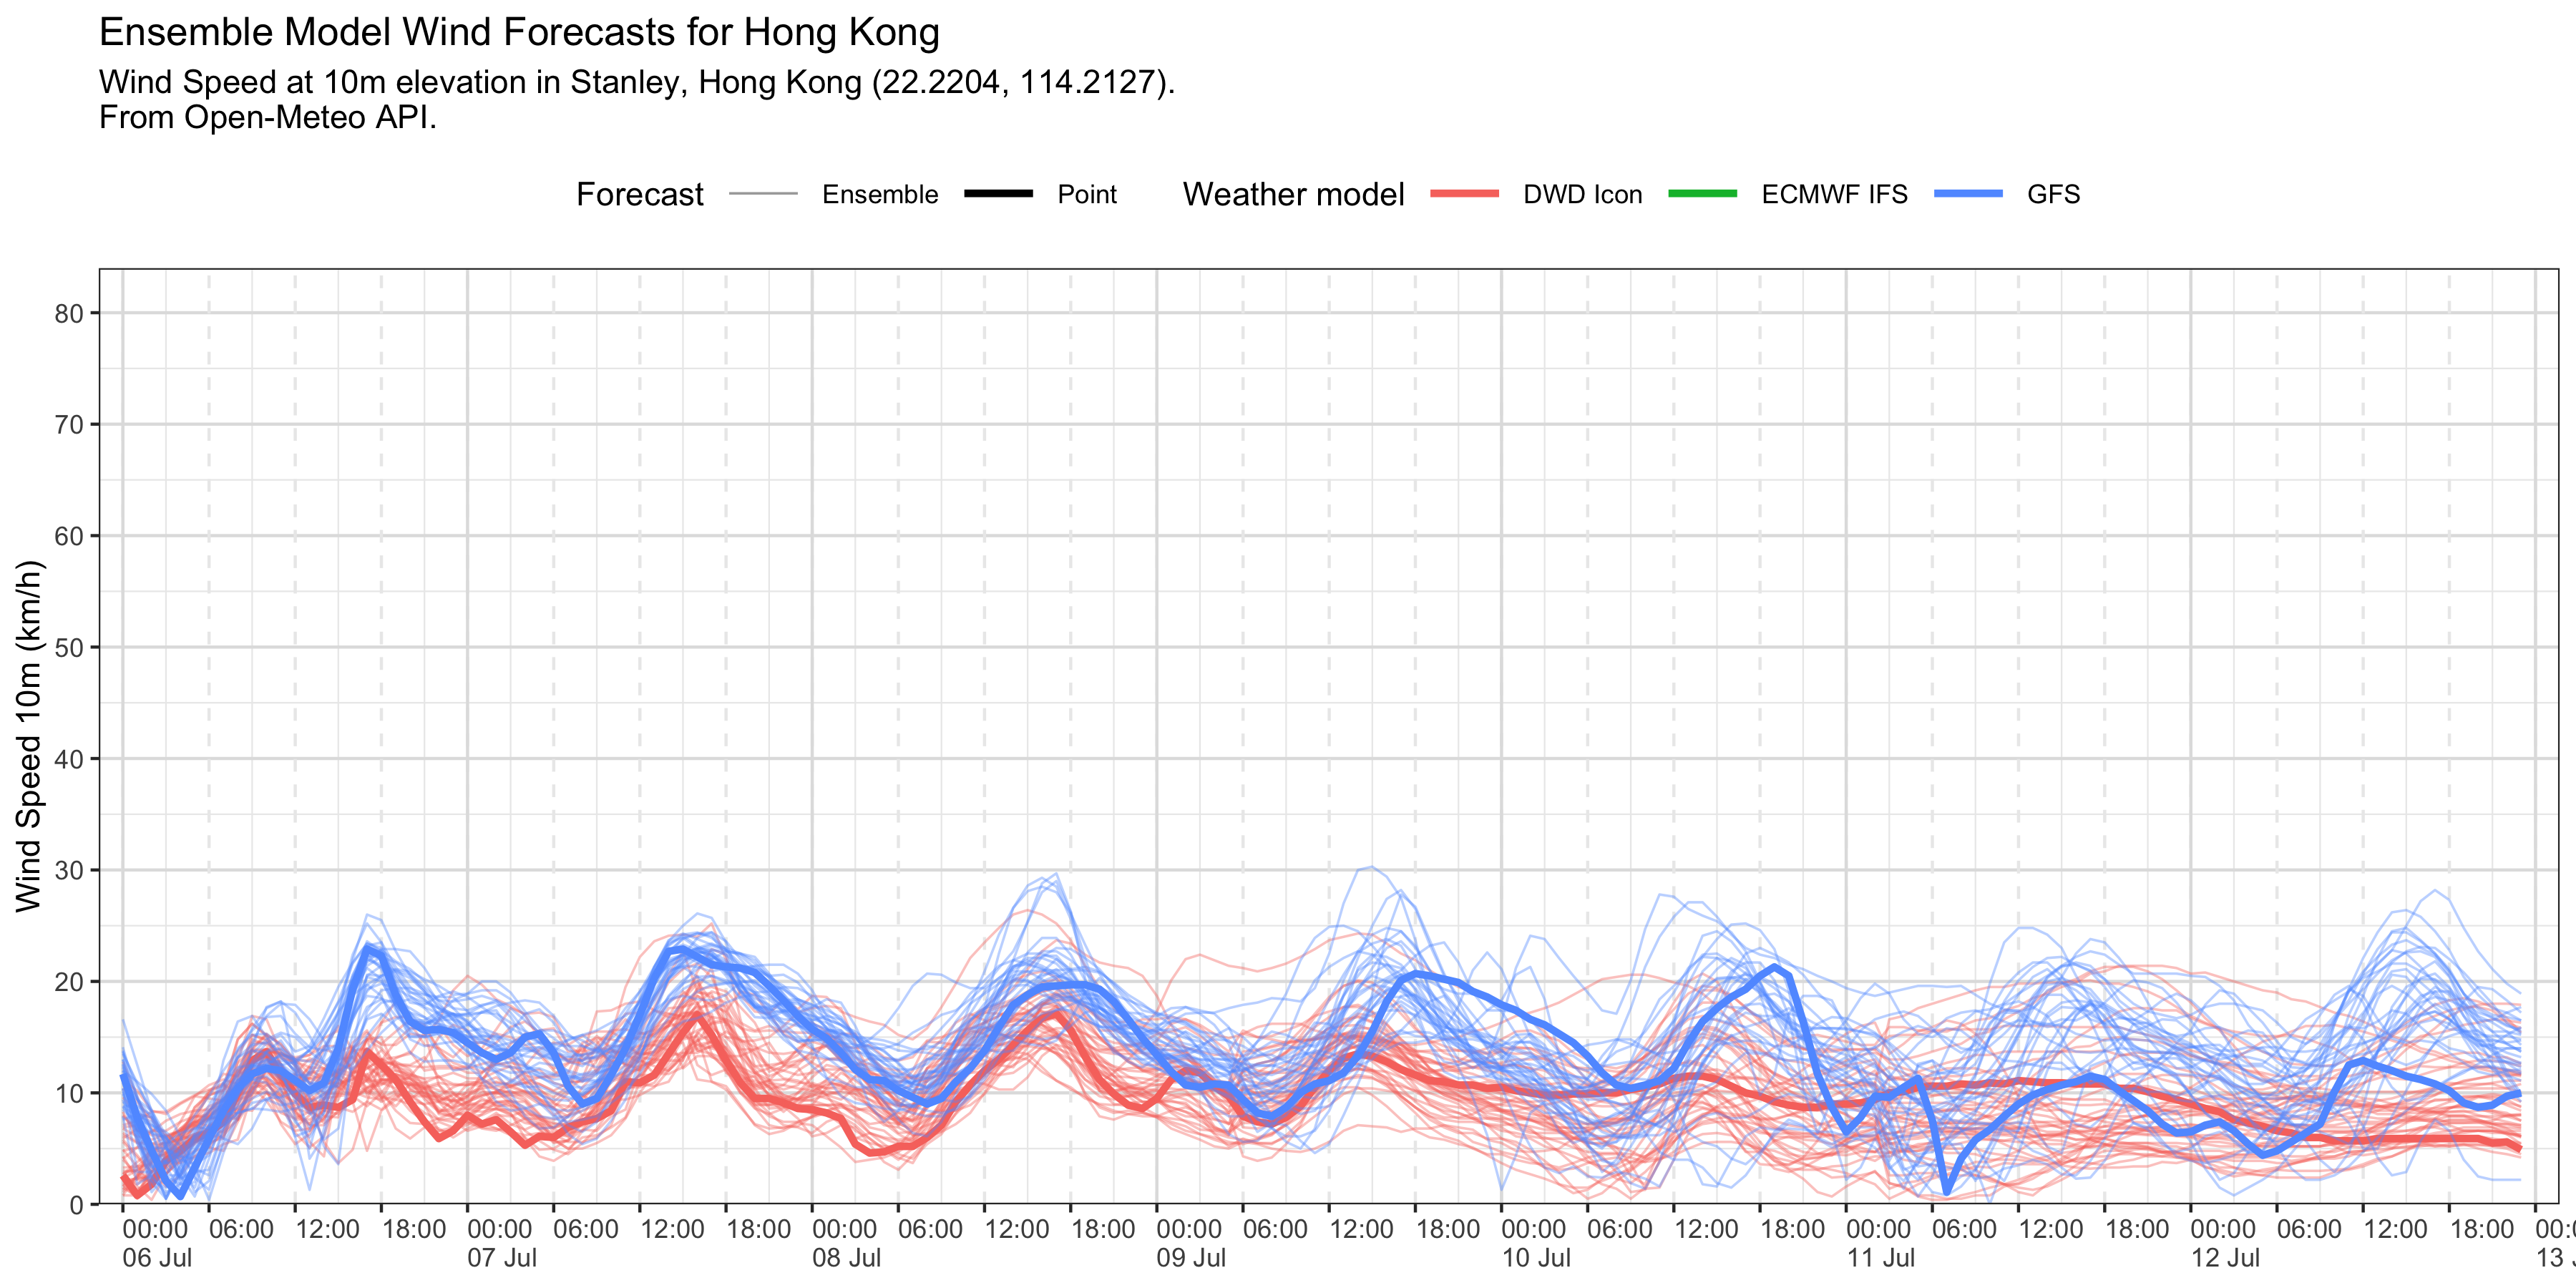 Ensemble Model Wind Forecasts for Hong Kong
Wind Speed at 10m elevation in Stanley, Hong Kong (22.2204, 114.2127).
From Open-Meteo API.
Forecast Ensemble Point Weather model DWD Icon ECMWF IFS GFS
Wind Speed 10m (km/h)
80
70
60
50
40
30
20
10
0
00:00 06:00 12:00 18:00 00:00 06:00 12:00 18:00 00:00 06:00 12:00 18:00 00:00 06:00 12:00 18:00 00:00 06:00 12:00 18:00 00:00 06:00 12:00 18:00 00:00 06:00 12:00 18:00
06 Jul 07 Jul 08 Jul 09 Jul 10 Jul 11 Jul 12 Jul 13